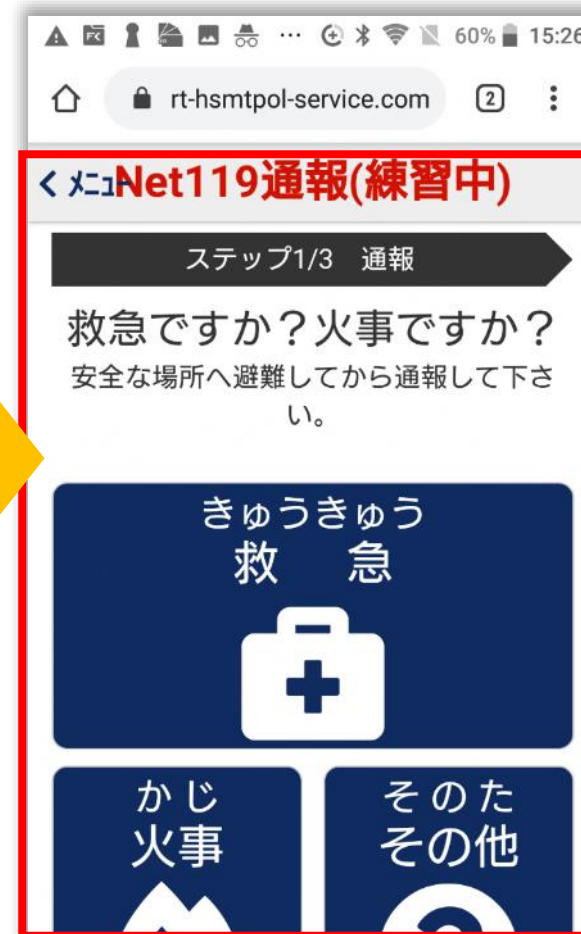 60% 15:26
rt-hsmtpol-service.com 2
メニュー Net119通報(練習中)
ステップ1/3 通報
救急ですか?火事ですか?
安全な場所へ避難してから通報して下さ
い。
きゅうきゅう
救 急
かじ
火事
そのた
その他